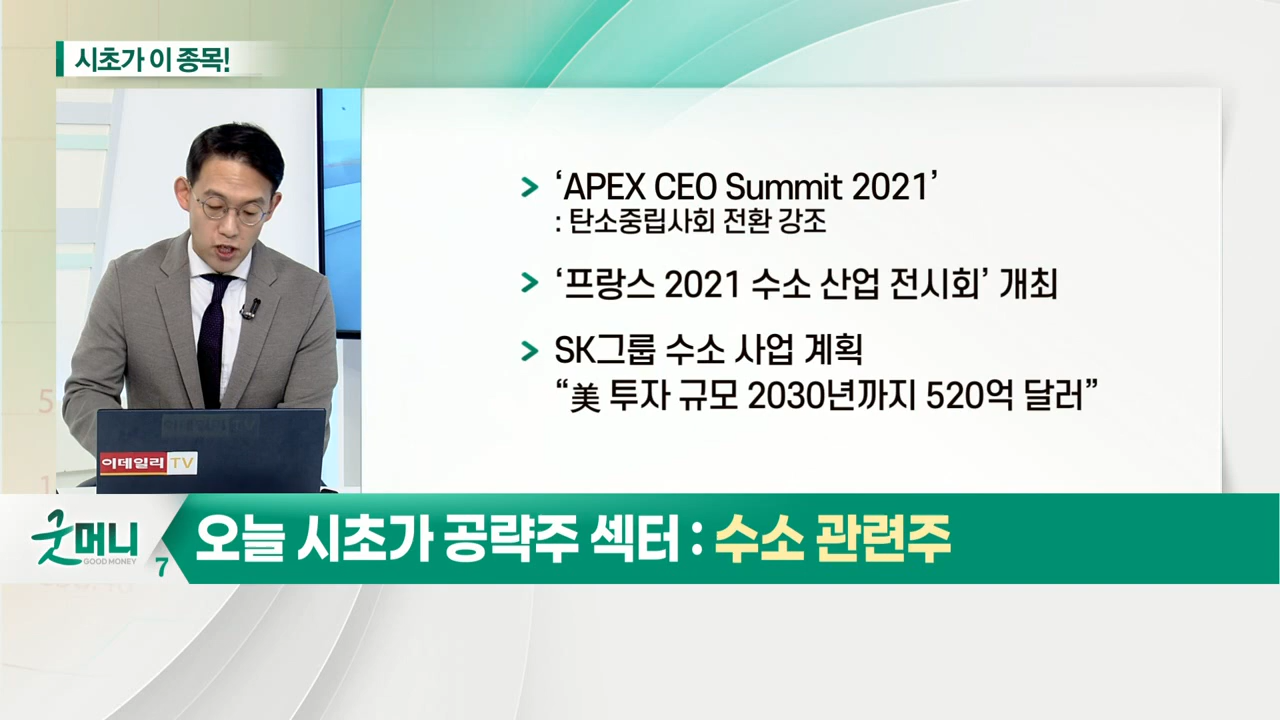 시초가 이 종목!
‘APEX CEO Summit 2021’
: 탄소중립사회 전환 강조
‘프랑스 2021 수소 산업 전시회’ 개최
SK그룹 수소 사업 계획
“美 투자 규모 2030년까지 520억 달러”
이데일리 TV
굿머니
GOOD MONEY
7
오늘 시초가 공략주 섹터 : 수소 관련주